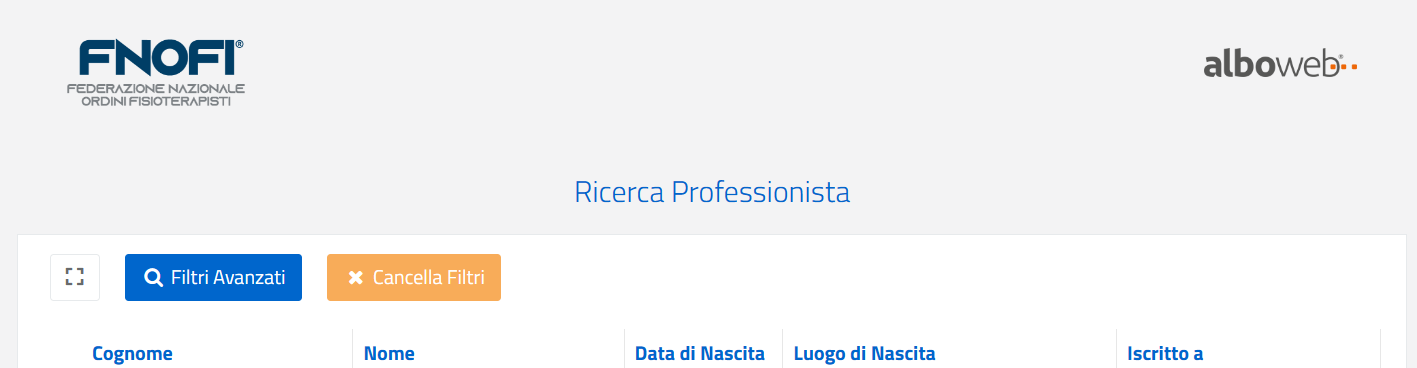 FNOFI®
FEDERAZIONE NAZIONALE
ORDINI FISIOTERAPISTI
alboweb®
Ricerca Professionista
Filtri Avanzati
Cancella Filtri
Cognome
Nome
Data di Nascita
Luogo di Nascita
Iscritto a